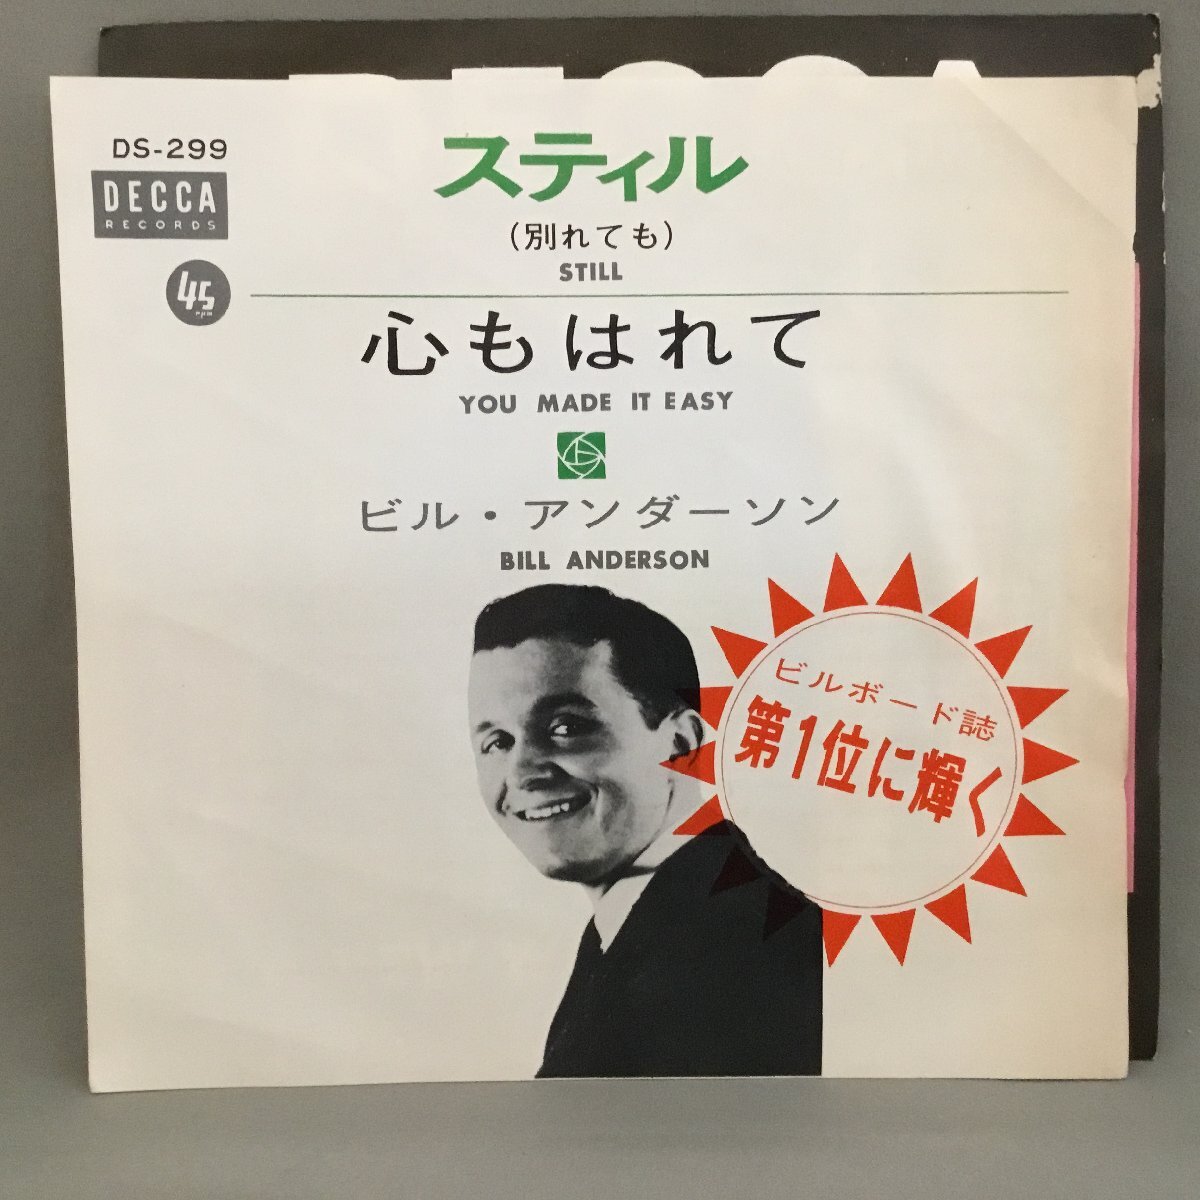 DS-299
DECCA
RECORDS
45
rpm
スティル
(別れても)
STILL
心もはれて
YOU MADE IT EASY
ビル・アンダーソン
BILL ANDERSON
ビルボード誌
第1位に輝く